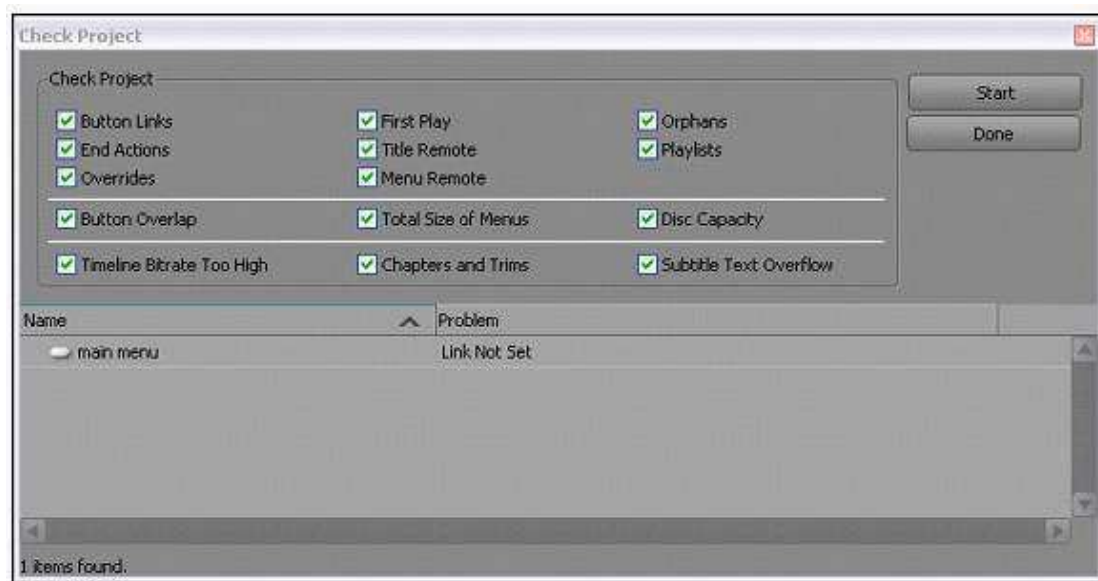 Check Project
Check Project
Start
Button Links First Play Orphans
Done
End Actions Title Remote Playlists
Overrides Menu Remote
Button Overlap Total Size of Menus Disc Capacity
Timeline Bitrate Too High Chapters and Trims Subtitle Text Overflow
Name Problem
main menu Link Not Set
1 items found.